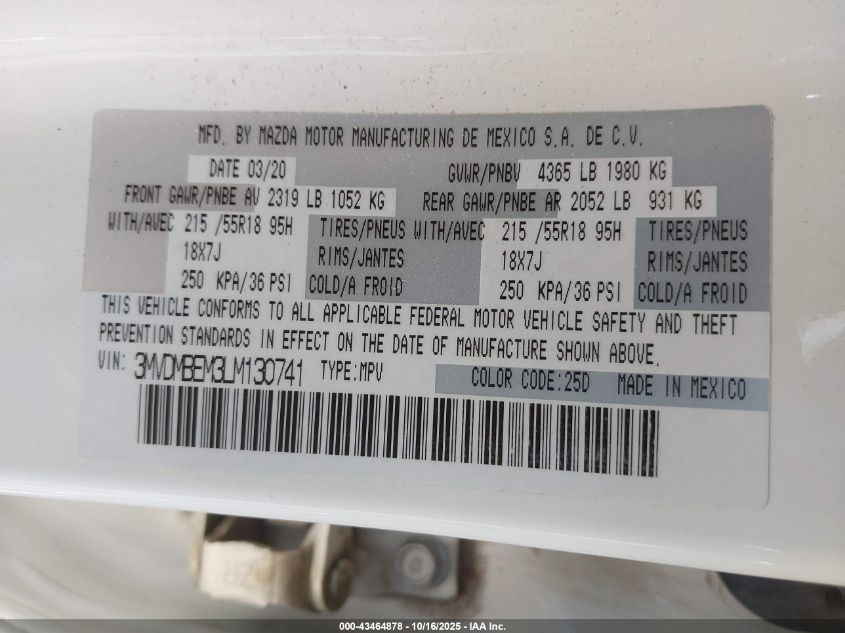 MFD. BY MAZDA MOTOR MANUFACTURING DE MEXICO S.A. DE C.V.
DATE 03/20 GVWR/PNBV 4365 LB 1980 KG
FRONT GAWR/PNBE AV 2319 LB 1052 KG REAR GAWR/PNBE AR 2052 LB 931 KG
WITH/AVEC 215 /55R18 95H TIRES/PNEUS WITH/AVEC 215 /55R18 95H TIRES/PNEUS
18X7J RIMS/JANTES 18X7J RIMS/JANTES
250 KPA/36 PSI COLD/A FROID 250 KPA/36 PSI COLD/A FROID
THIS VEHICLE CONFORMS TO ALL APPLICABLE FEDERAL MOTOR VEHICLE SAFETY AND THEFT
PREVENTION STANDARDS IN EFFECT ON THE DATE OF MANUFACTURE SHOWN ABOVE.
VIN: 3MVDMBEM3LM130741 TYPE:MPV COLOR CODE:25D MADE IN MEXICO
000-43464878 - 10/16/2025 - IAA Inc.